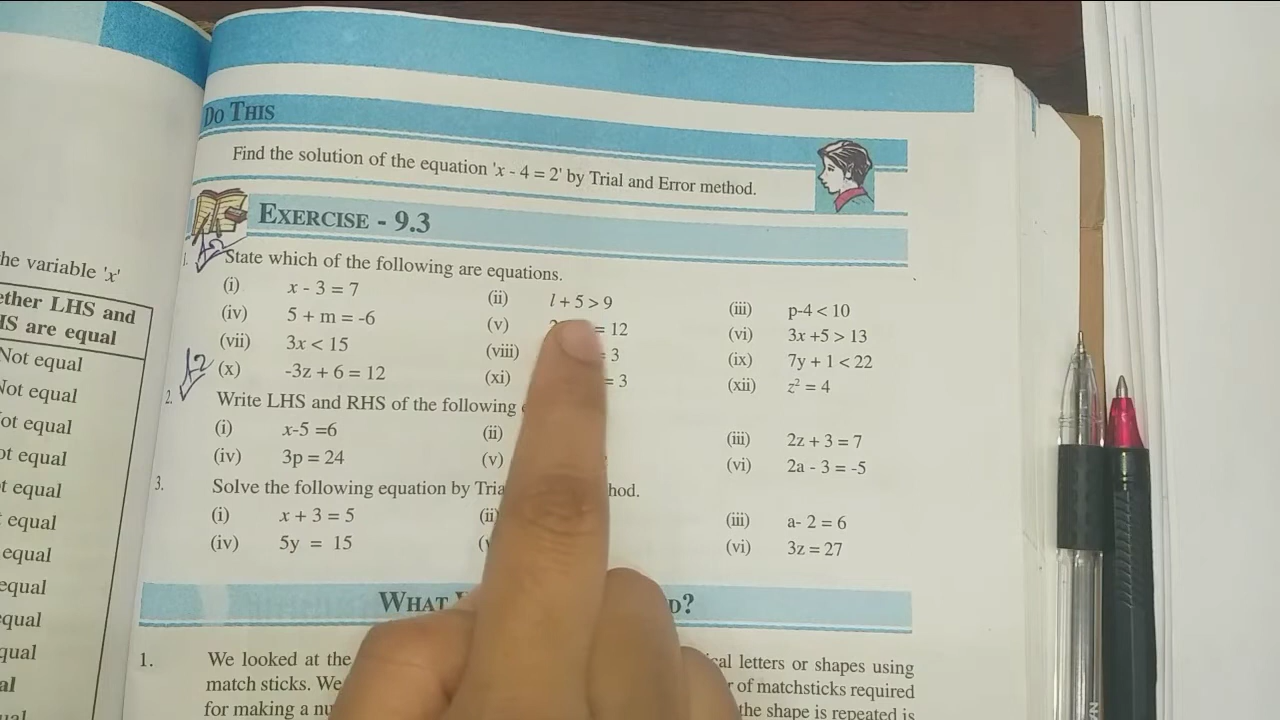 he variable 'x'
ether LHS and
IS are equal
Not equal
Not equal
ot equal
ot equal
t equal
equal
equal
equal
qual
qual
al
ual
DO THIS
Find the solution of the equation 'x - 4 = 2' by Trial and Error method.
EXERCISE - 9.3
1. State which of the following are equations.
(i) x - 3 = 7 (ii) l + 5 > 9 (iii) p-4 < 10
(iv) 5 + m = -6 (v) = 12 (vi) 3x +5 > 13
(vii) 3x < 15 (viii) = 3 (ix) 7y + 1 < 22
(x) -3z + 6 = 12 (xi) = 3 (xii) z² = 4
2. Write LHS and RHS of the following
(i) x-5 =6 (ii) (iii) 2z + 3 = 7
(iv) 3p = 24 (v) (vi) 2a - 3 = -5
3. Solve the following equation by Tria hod.
(i) x + 3 = 5 (ii) (iii) a- 2 = 6
(iv) 5y = 15 (vi) 3z = 27
WHAT D?
1. We looked at the cal letters or shapes using
match sticks. We r of matchsticks required
for making a nu the shape is repeated is